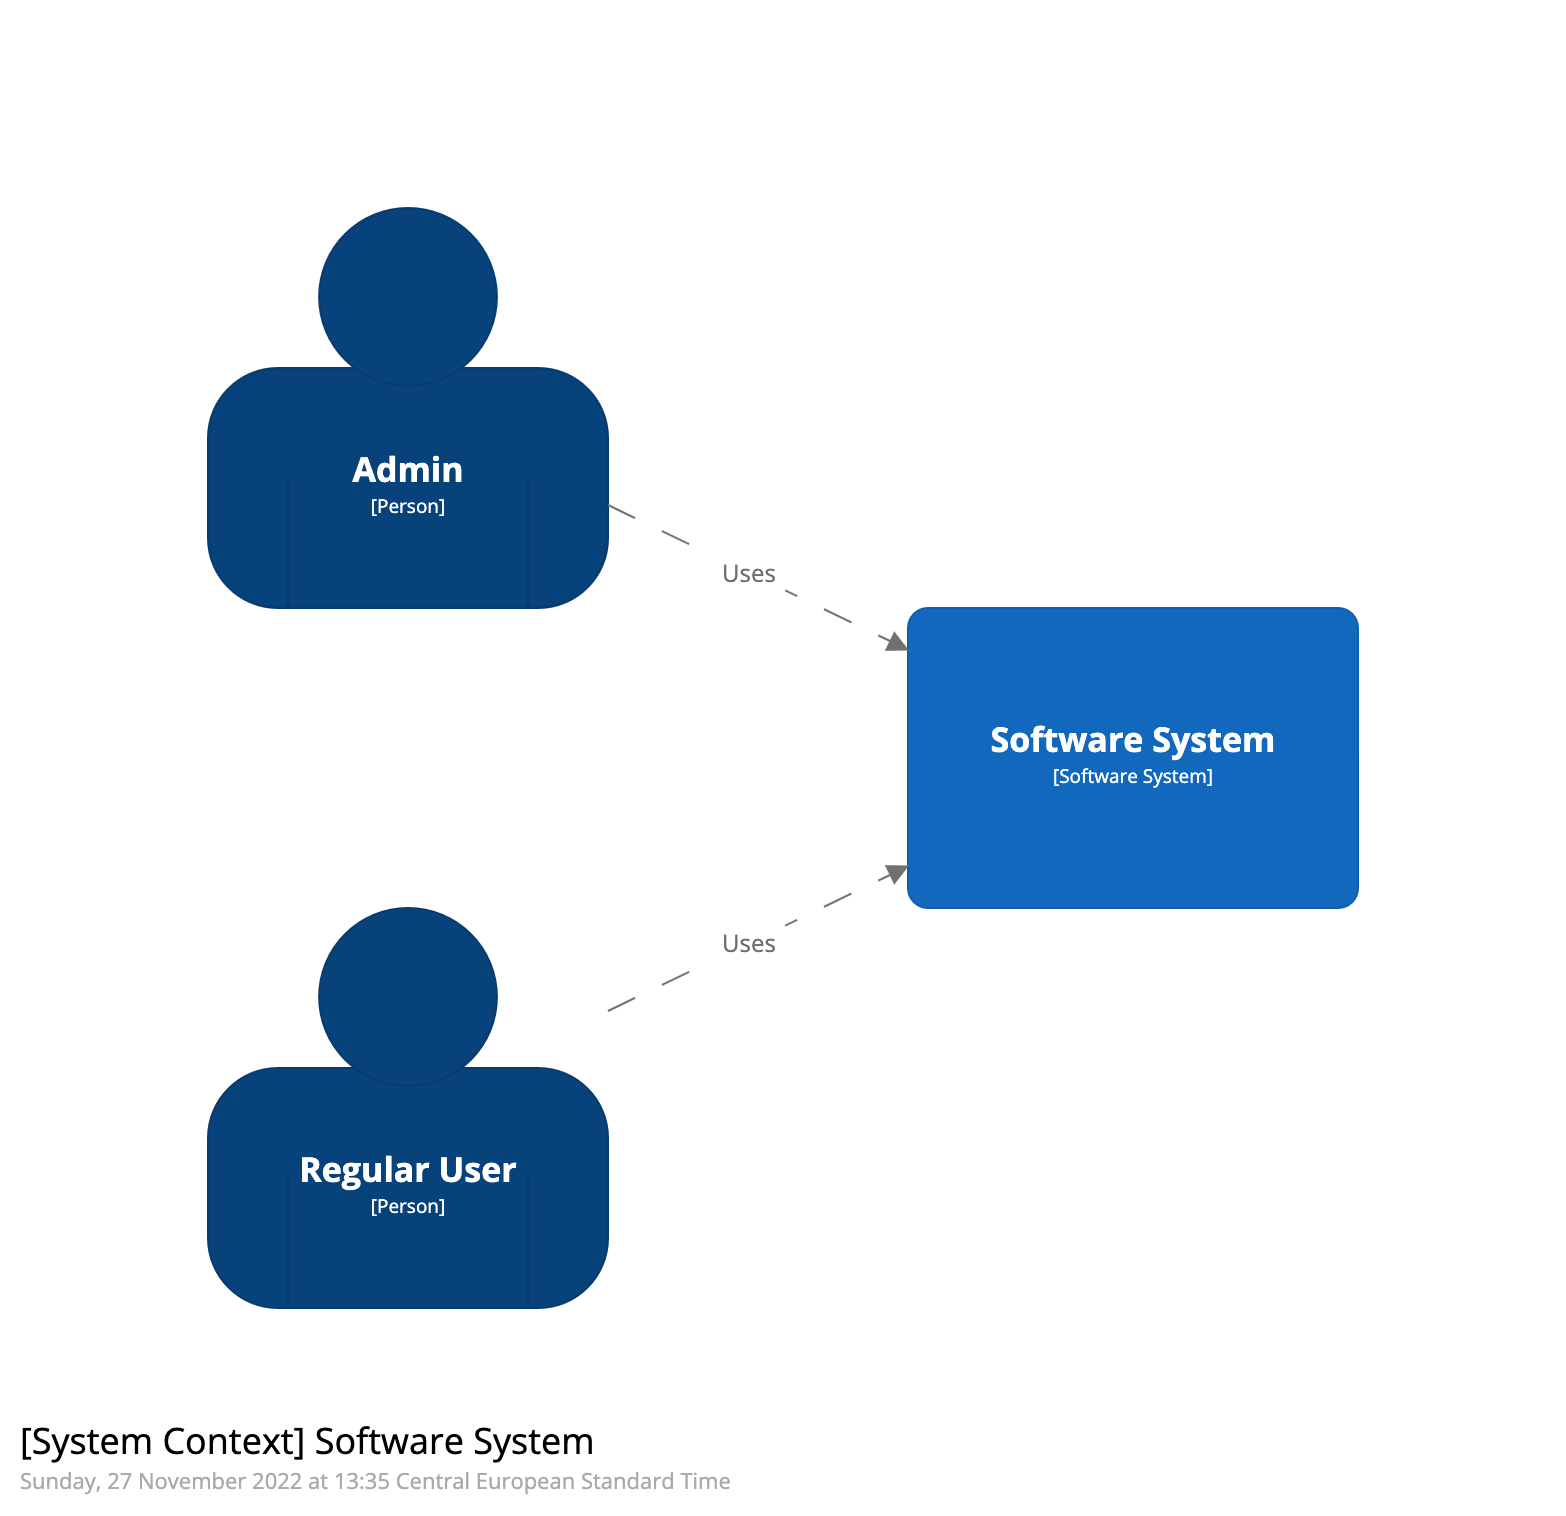 Admin
[Person]
Uses
Software System
[Software System]
Uses
Regular User
[Person]
[System Context] Software System
Sunday, 27 November 2022 at 13:35 Central European Standard Time